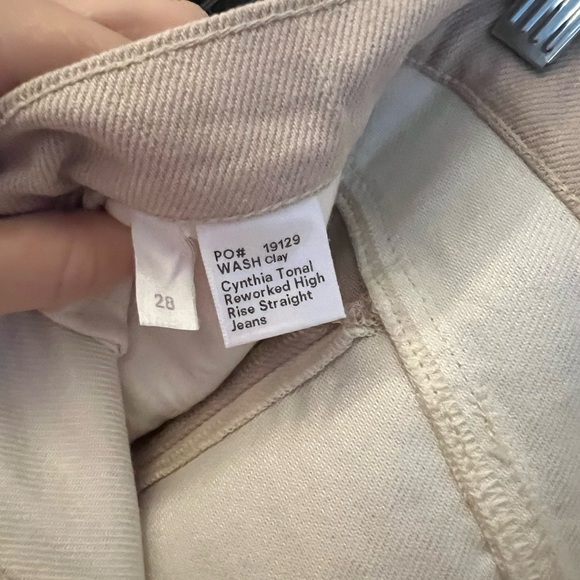 28
PO# 19129
WASH Clay
Cynthia Tonal
Reworked High
Rise Straight
Jeans